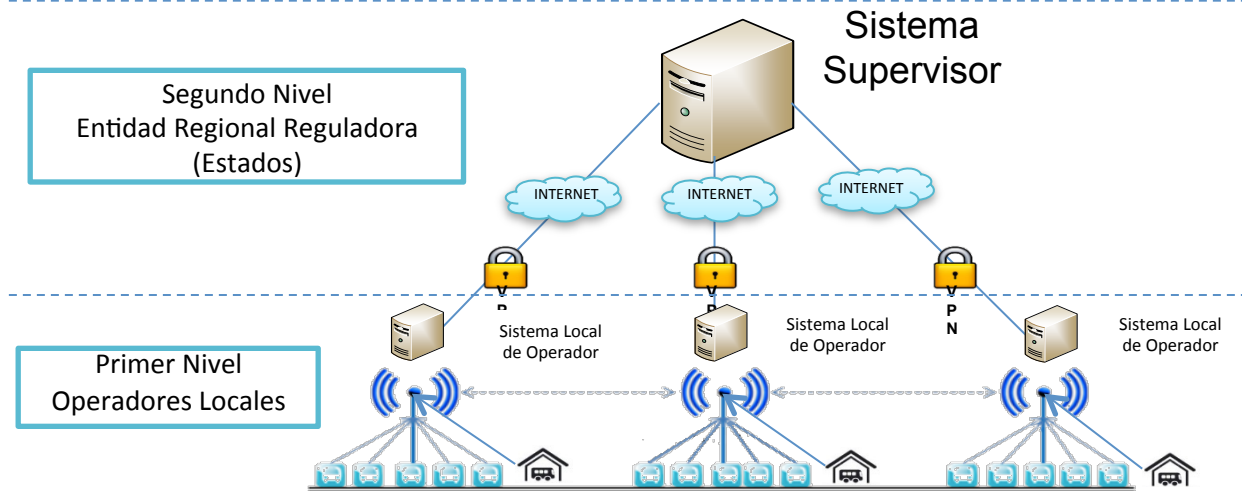 Sistema
Supervisor
Segundo Nivel
Entidad Regional Reguladora
(Estados)
INTERNET
INTERNET
INTERNET
V
P
N
Sistema Local
de Operador
Sistema Local
de Operador
Sistema Local
de Operador
Primer Nivel
Operadores Locales